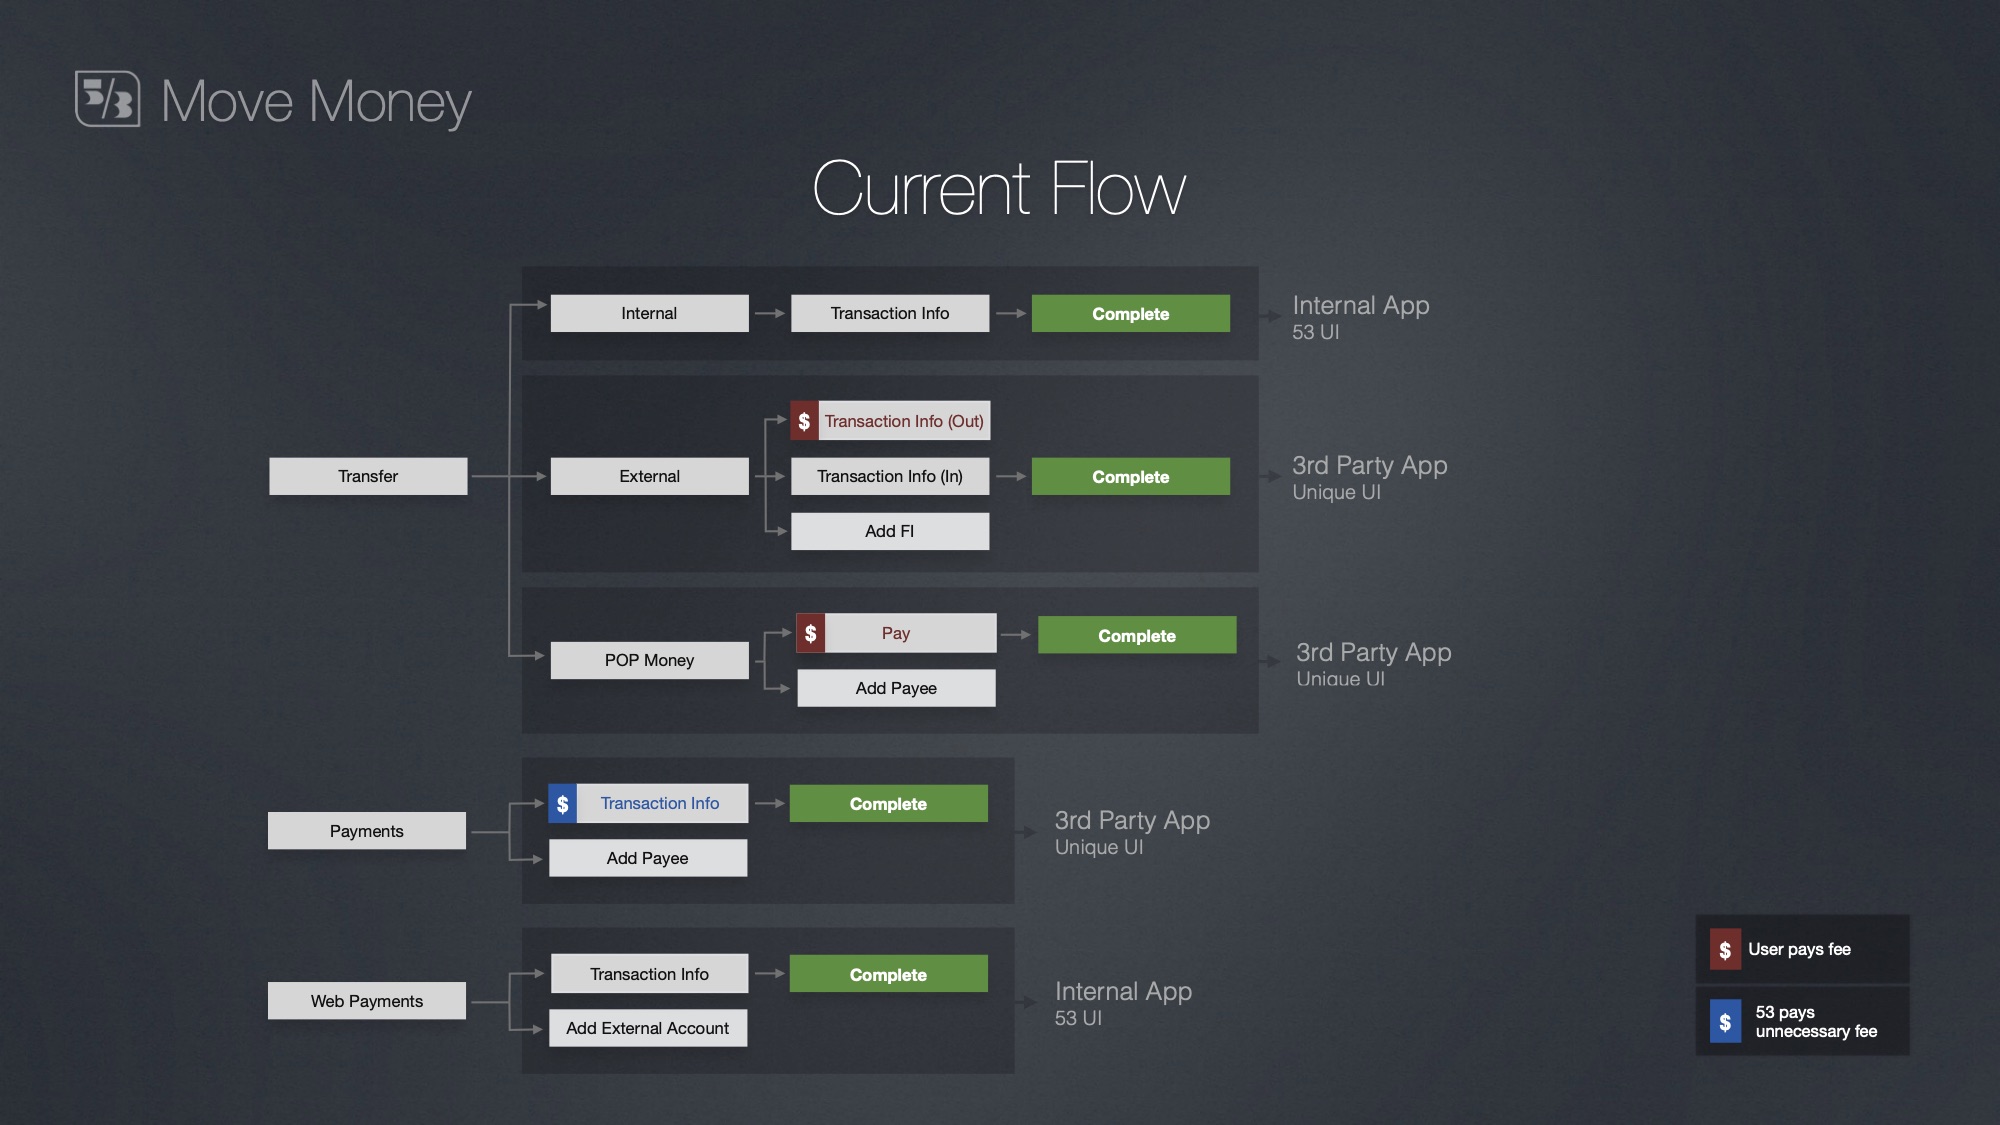 5/3 Move Money
Current Flow
Internal
Transaction Info
Complete
Internal App
53 UI
Transfer
External
$ Transaction Info (Out)
Transaction Info (In)
Add FI
Complete
3rd Party App
Unique UI
POP Money
$ Pay
Add Payee
Complete
3rd Party App
Unique UI
Payments
$ Transaction Info
Add Payee
Complete
3rd Party App
Unique UI
Web Payments
Transaction Info
Add External Account
Complete
Internal App
53 UI
$ User pays fee
$ 53 pays
unnecessary fee